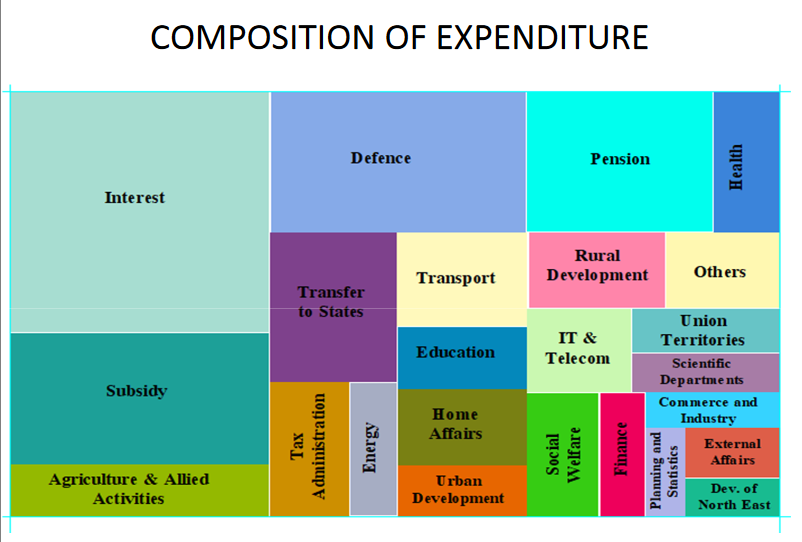 COMPOSITION OF EXPENDITURE
Interest
Defence
Pension
Health
Transfer
to States
Transport
Rural
Development
Others
Subsidy
Education
IT &
Telecom
Union
Territories
Scientific
Departments
Agriculture & Allied
Activities
Tax
Administration
Energy
Home
Affairs
Urban
Development
Social
Welfare
Finance
Commerce and
Industry
Planning and
Statistics
External
Affairs
Dev. of
North East